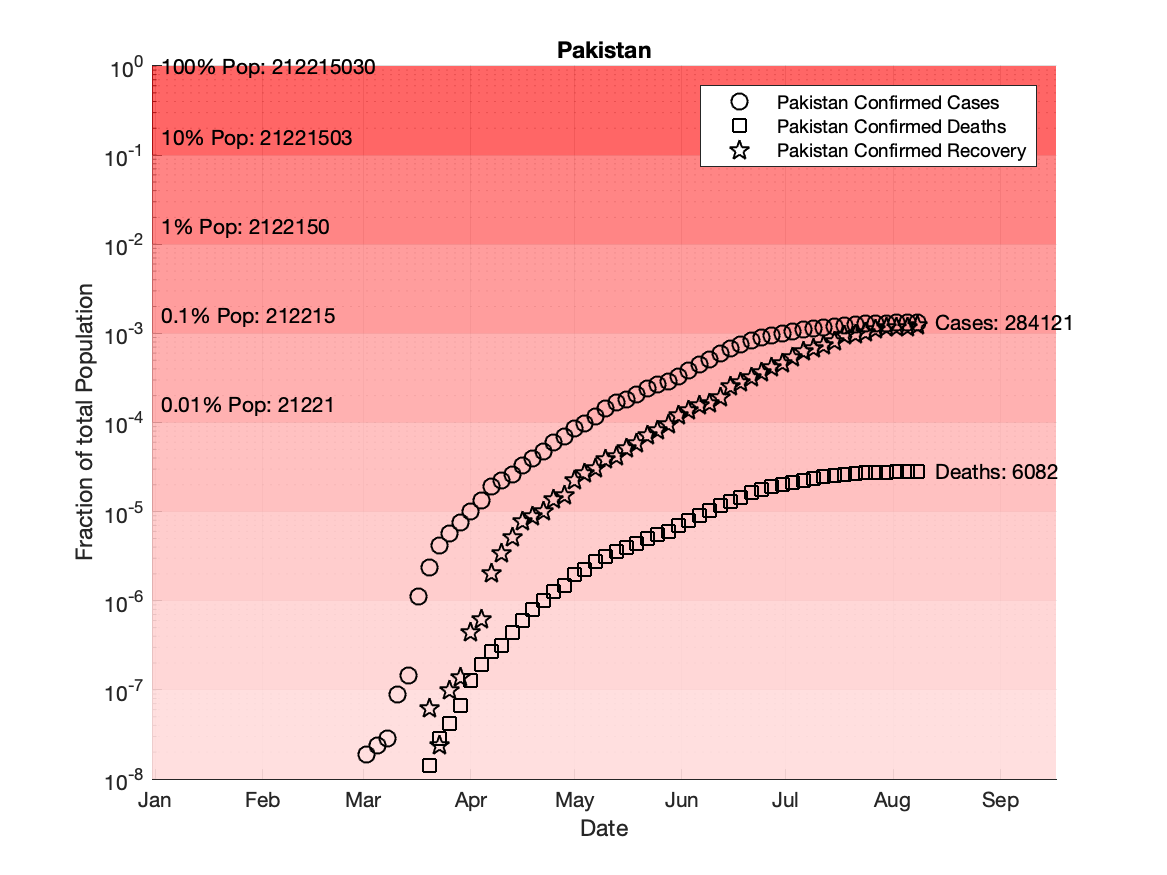 Pakistan
10^0
100% Pop: 212215030
Pakistan Confirmed Cases
Pakistan Confirmed Deaths
Pakistan Confirmed Recovery
10% Pop: 21221503
10^-1
1% Pop: 2122150
10^-2
0.1% Pop: 212215
10^-3
Cases: 284121
0.01% Pop: 21221
10^-4
Deaths: 6082
10^-5
10^-6
10^-7
10^-8
Fraction of total Population
Jan Feb Mar Apr May Jun Jul Aug Sep
Date